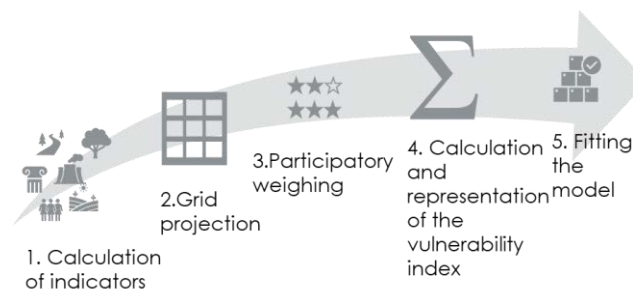 1. Calculation
of indicators
2.Grid
projection
3.Participatory
weighing
4. Calculation
and
representation
of the
vulnerability
index
5. Fitting
the
model